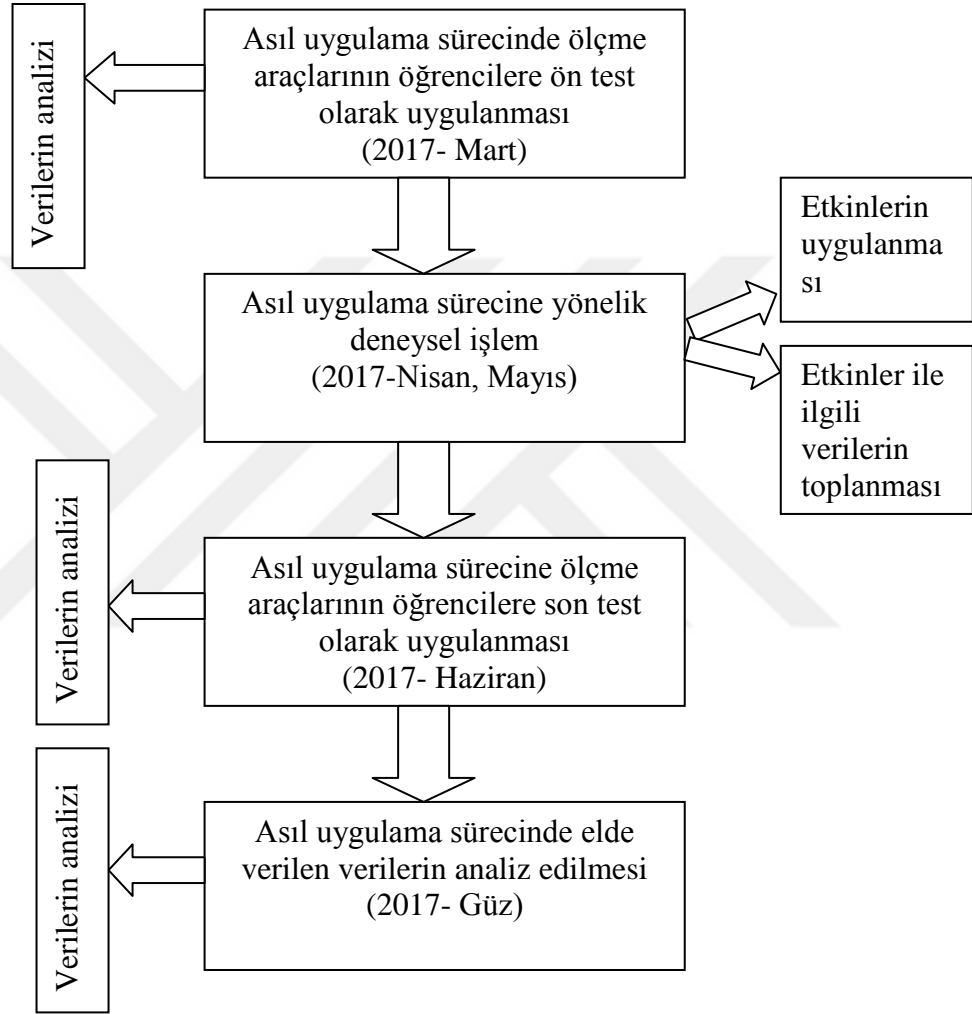 Verilerin analizi
Asıl uygulama sürecinde ölçme
araçlarının öğrencilere ön test
olarak uygulanması
(2017- Mart)
Asıl uygulama sürecine yönelik
deneysel işlem
(2017-Nisan, Mayıs)
Etkinlerin
uygulanma
sı
Etkinler ile
ilgili
verilerin
toplanması
Verilerin analizi
Asıl uygulama sürecine ölçme
araçlarının öğrencilere son test
olarak uygulanması
(2017- Haziran)
Verilerin analizi
Asıl uygulama sürecinde elde
verilen verilerin analiz edilmesi
(2017- Güz)